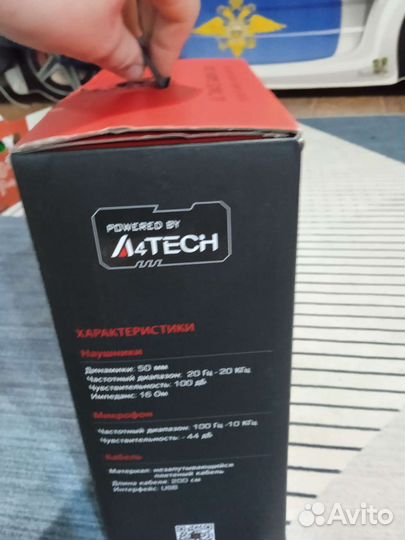 POWERED BY
A4TECH
ХАРАКТЕРИСТИКИ
Наушники
Динамики: 50 мм
Частотный диапазон: 20 Гц - 20 КГц
Чувствительность: 100 дБ
Импеданс: 16 Ом
Микрофон
Частотный диапазон: 100 Гц -10 КГц
Чувствительность: - 44 дБ
Кабель
Материал: незапутывающийся
плетеный кабель
Длина кабеля: 200 см
Интерфейс: USB
Avito